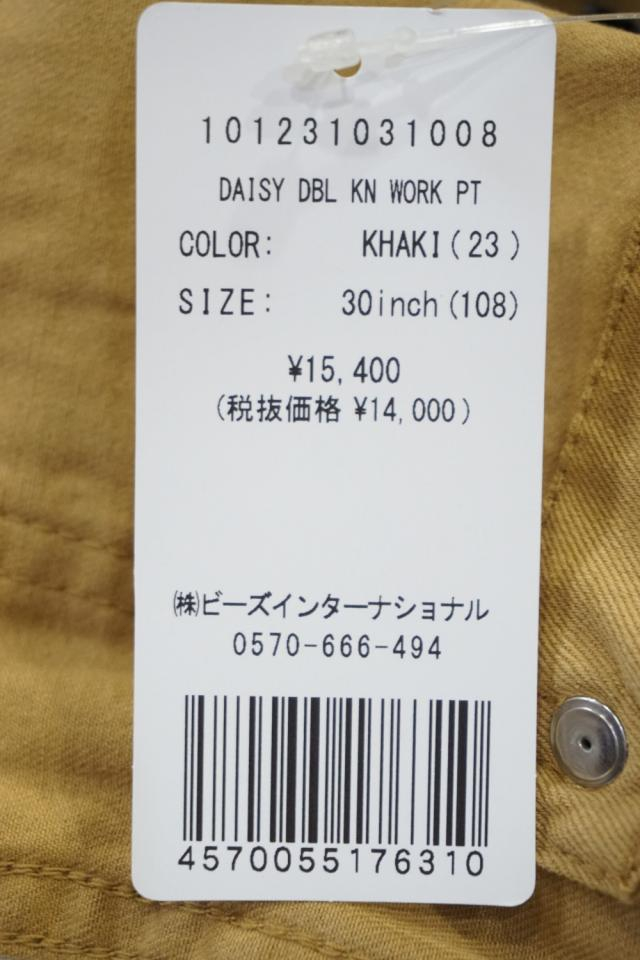 101231031008
DAISY DBL KN WORK PT
COLOR: KHAKI(23)
SIZE: 30inch(108)
¥15,400
(税抜価格 ¥14,000)
㈱ビーズインターナショナル
0570-666-494
4570055176310